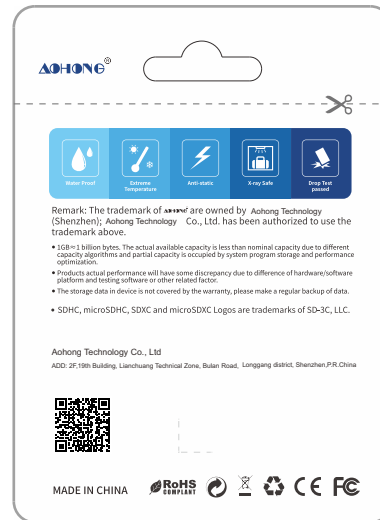 AOHONG®
Water Proof
Extreme
Temperature
Anti-static
X-ray Safe
Drop Test
passed
Remark: The trademark of AOHONG® are owned by Aohong Technology
(Shenzhen); Aohong Technology Co., Ltd. has been authorized to use the
trademark above.
• 1GB≈1 billion bytes. The actual available capacity is less than nominal capacity due to different
capacity algorithms and partial capacity is occupied by system program storage and performance
optimization.
• Products actual performance will have some discrepancy due to difference of hardware/software
platform and testing software or other related factor.
• The storage data in device is not covered by the warranty, please make a regular backup of data.
• SDHC, microSDHC, SDXC and microSDXC Logos are trademarks of SD-3C, LLC.
Aohong Technology Co., Ltd
ADD: 2F,19th Building, Lianchuang Technical Zone, Bulan Road, Longgang district, Shenzhen,P.R.China
MADE IN CHINA
RoHS
COMPLIANT
CE
FC